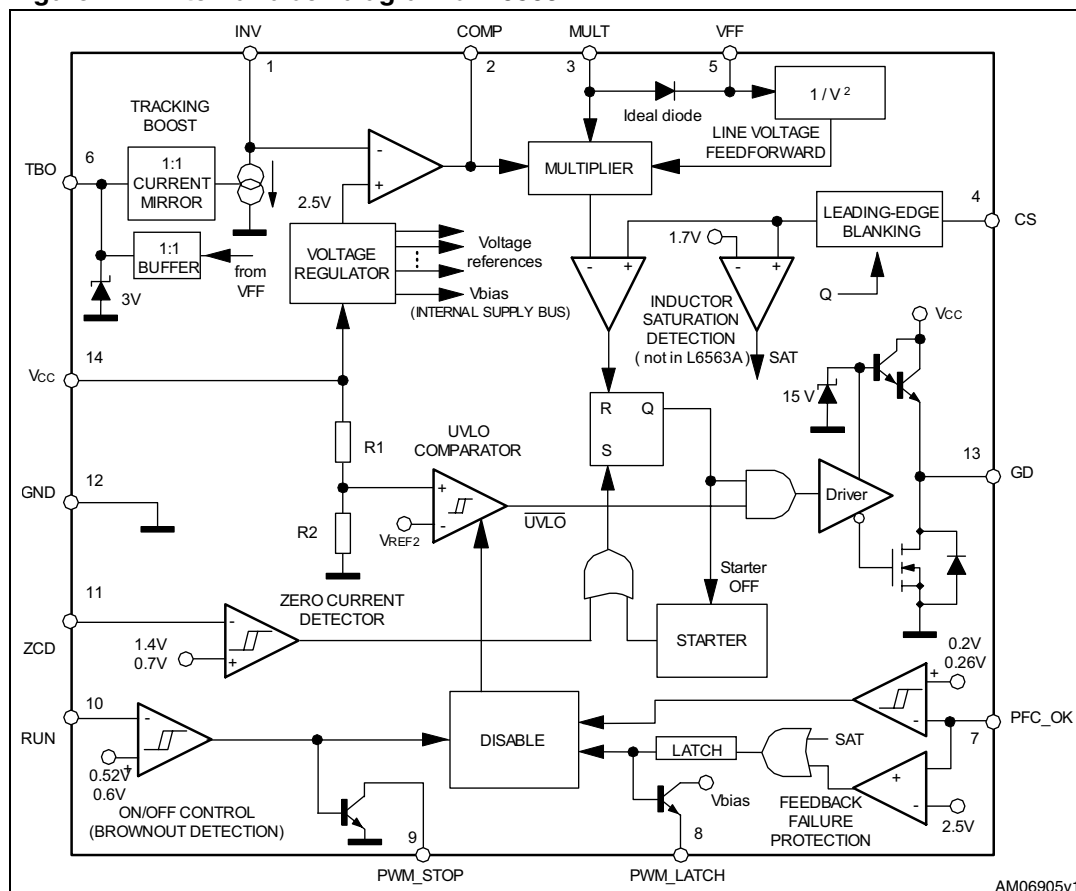 INV
COMP
MULT
VFF
1
2
3
5
1 / V 2
Ideal diode
TRACKING
BOOST
LINE VOLTAGE
FEEDFORWARD
6
TBO
1:1
CURRENT
MIRROR
-
+
MULTIPLIER
2.5V
4
CS
LEADING-EDGE
BLANKING
1.7V
1:1
BUFFER
from
VFF
3V
VOLTAGE
REGULATOR
Voltage
references
Vbias
(INTERNAL SUPPLY BUS)
-
+
-
+
Q
INDUCTOR
SATURATION
DETECTION
( not in L6563A)
SAT
Vcc
14
Vcc
15 V
R
Q
S
R1
UVLO
COMPARATOR
13
GD
12
GND
+
-
UVLO
Driver
R2
VREF2
Starter
OFF
11
ZCD
ZERO CURRENT
DETECTOR
-
+
1.4V
0.7V
STARTER
0.2V
0.26V
+
-
10
RUN
-
+
0.52V
0.6V
DISABLE
PFC_OK
7
LATCH
SAT
ON/OFF CONTROL
(BROWNOUT DETECTION)
Vbias
FEEDBACK
FAILURE
PROTECTION
+
-
2.5V
9
8
PWM_STOP
PWM_LATCH
AM06905v1